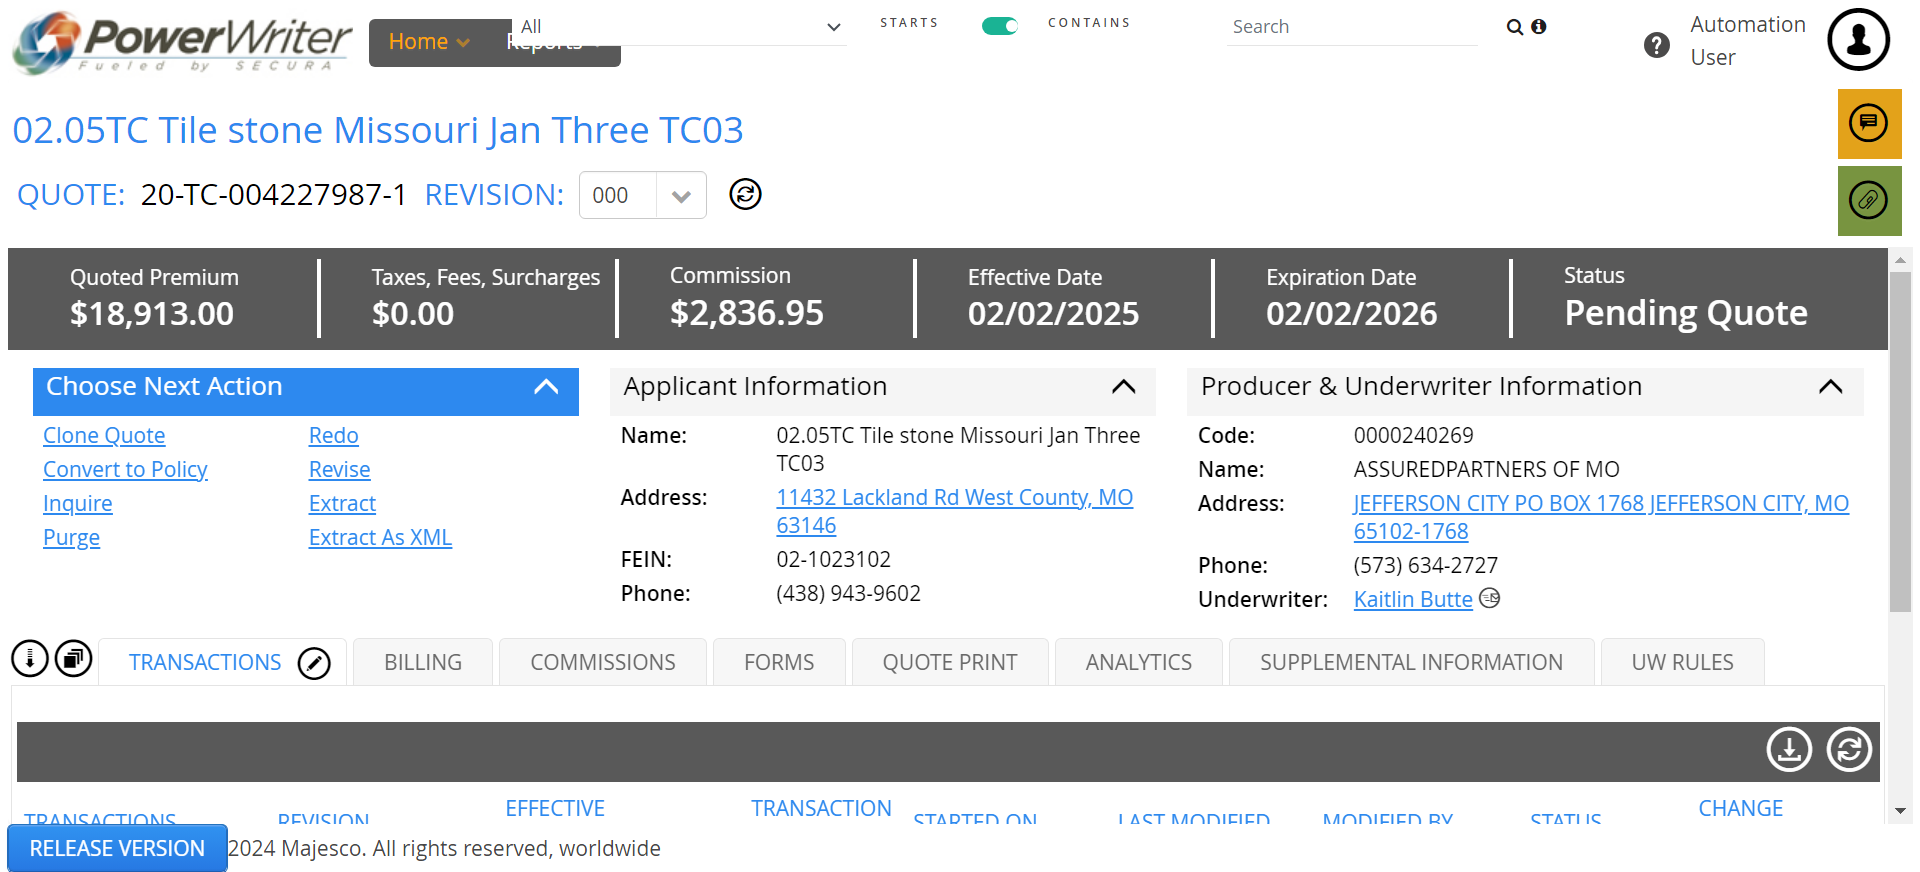 PowerWriter
Fueled by SECURA
Home
Reports
All
STARTS
CONTAINS
Search
Automation
User
02.05TC Tile stone Missouri Jan Three TC03
QUOTE: 20-TC-004227987-1 REVISION: 000
Quoted Premium
$18,913.00
Taxes, Fees, Surcharges
$0.00
Commission
$2,836.95
Effective Date
02/02/2025
Expiration Date
02/02/2026
Status
Pending Quote
Choose Next Action
Clone Quote
Redo
Convert to Policy
Revise
Inquire
Extract
Purge
Extract As XML
Applicant Information
Name: 02.05TC Tile stone Missouri Jan Three
TC03
Address: 11432 Lackland Rd West County, MO
63146
FEIN: 02-1023102
Phone: (438) 943-9602
Producer & Underwriter Information
Code: 0000240269
Name: ASSUREDPARTNERS OF MO
Address: JEFFERSON CITY PO BOX 1768 JEFFERSON CITY, MO
65102-1768
Phone: (573) 634-2727
Underwriter: Kaitlin Butte
TRANSACTIONS
BILLING
COMMISSIONS
FORMS
QUOTE PRINT
ANALYTICS
SUPPLEMENTAL INFORMATION
UW RULES
TRANSACTIONS
REVISION
EFFECTIVE
TRANSACTION
STARTED ON
LAST MODIFIED
MODIFIED BY
STATUS
CHANGE
RELEASE VERSION
2024 Majesco. All rights reserved, worldwide